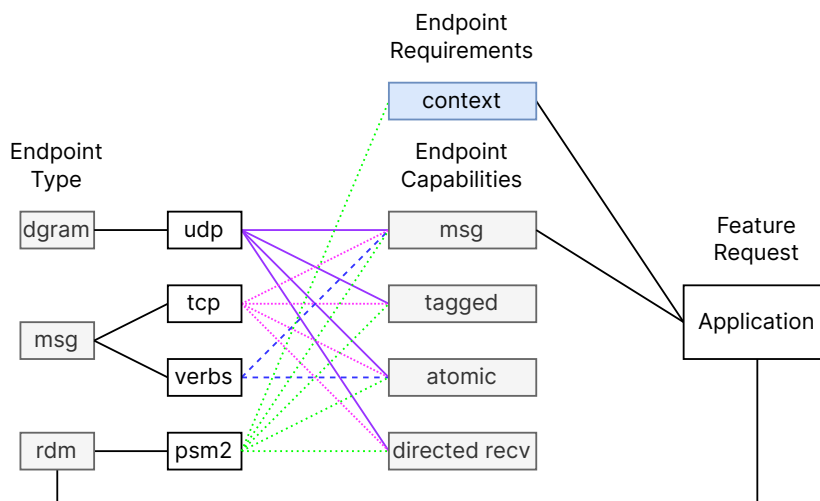 Endpoint
Requirements
context
Endpoint
Type
Endpoint
Capabilities
dgram
udp
msg
Feature
Request
tcp
tagged
msg
Application
verbs
atomic
rdm
psm2
directed recv